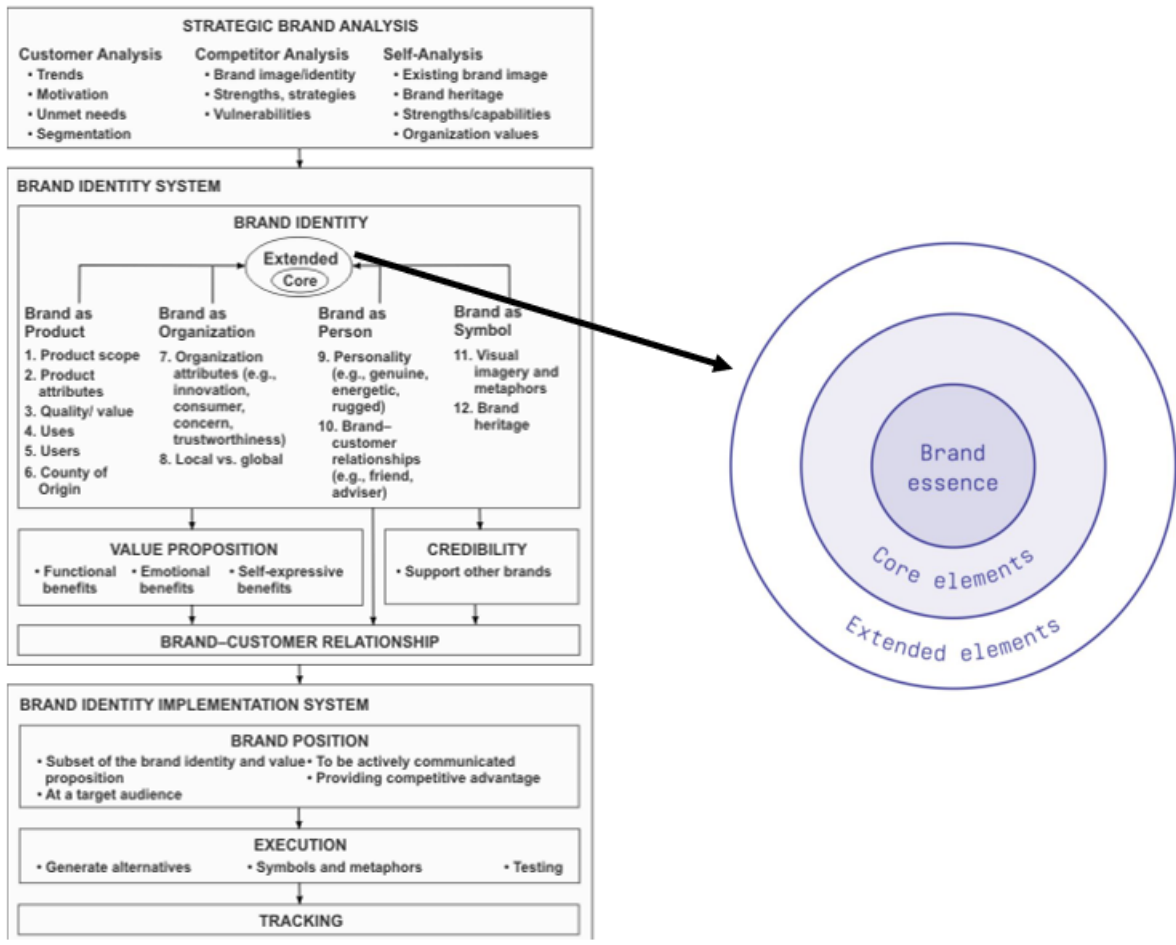 STRATEGIC BRAND ANALYSIS
Customer Analysis
• Trends
• Motivation
• Unmet needs
• Segmentation
Competitor Analysis
• Brand image/identity
• Strengths, strategies
• Vulnerabilities
Self-Analysis
• Existing brand image
• Brand heritage
• Strengths/capabilities
• Organization values
BRAND IDENTITY SYSTEM
BRAND IDENTITY
Extended
Core
Brand as
Product
1. Product scope
2. Product
attributes
3. Quality/ value
4. Uses
5. Users
6. County of
Origin
Brand as
Organization
7. Organization
attributes (e.g.,
innovation,
consumer,
concern,
trustworthiness)
8. Local vs. global
Brand as
Person
9. Personality
(e.g., genuine,
energetic,
rugged)
10. Brand–
customer
relationships
(e.g., friend,
adviser)
Brand as
Symbol
11. Visual
imagery and
metaphors
12. Brand
heritage
VALUE PROPOSITION
• Functional
benefits
• Emotional
benefits
• Self-expressive
benefits
CREDIBILITY
• Support other brands
BRAND–CUSTOMER RELATIONSHIP
BRAND IDENTITY IMPLEMENTATION SYSTEM
BRAND POSITION
• Subset of the brand identity and value
proposition
• At a target audience
• To be actively communicated
• Providing competitive advantage
EXECUTION
• Generate alternatives
• Symbols and metaphors
• Testing
TRACKING
Brand
essence
Core elements
Extended elements